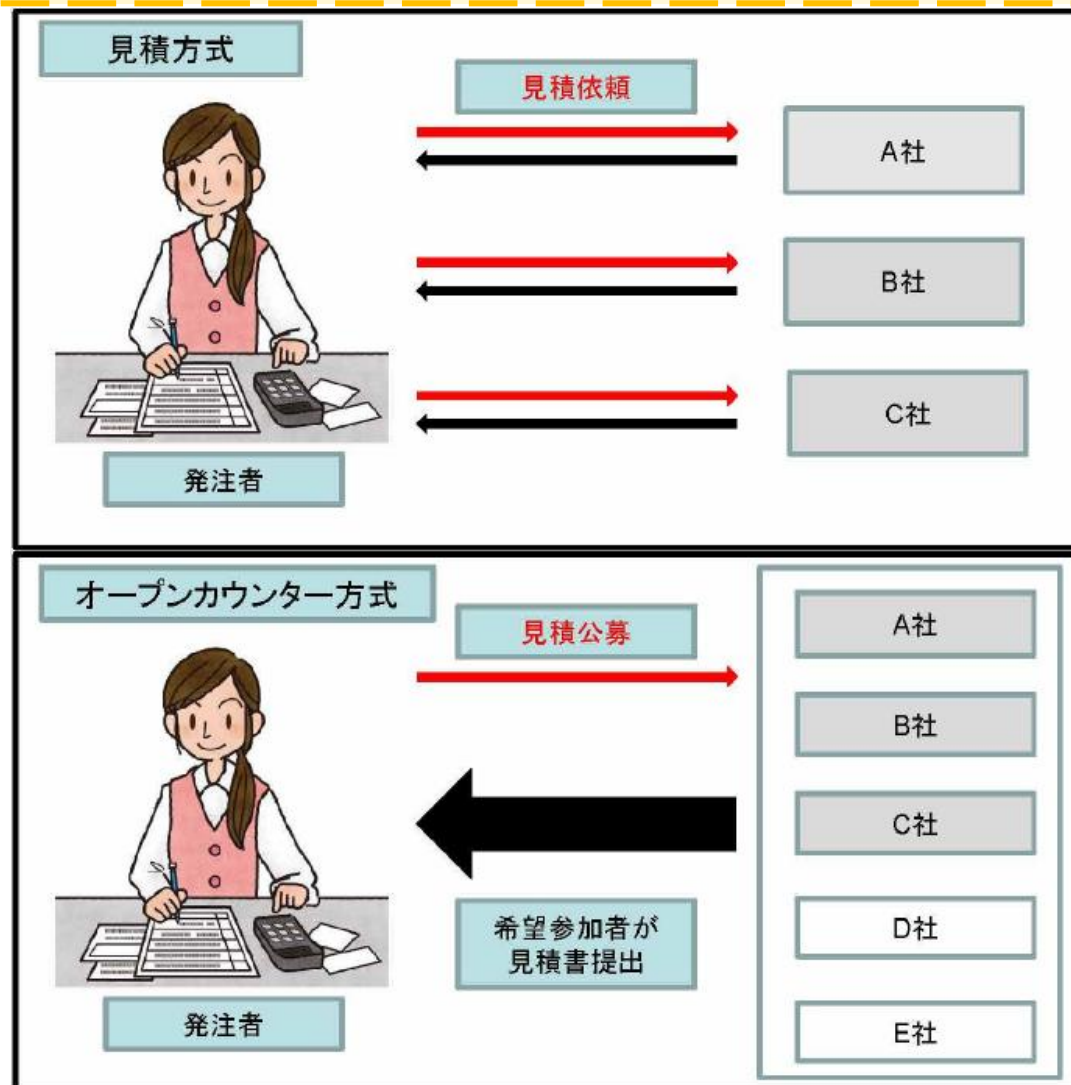 見積方式
見積依頼
A社
B社
C社
発注者
オープンカウンター方式
見積公募
A社
B社
C社
D社
E社
希望参加者が
見積書提出
発注者